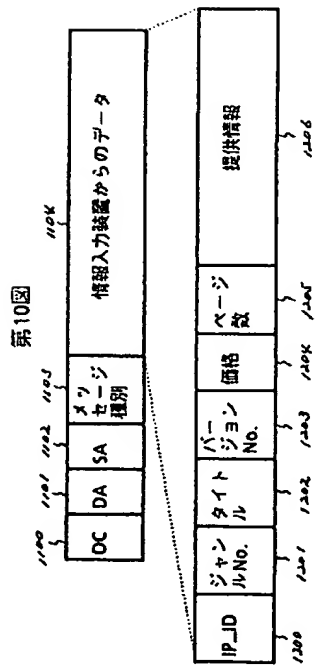 第10図
1100
1101
1102
1103
1104
DC
DA
SA
メッ
セージ
種別
情報入力装置からのデータ
IP_ID
ジャン
ルNo.
タイト
ル
バー
ジョン
No.
価格
ページ
数
提供情報
1200
1201
1202
1203
1204
1205
1206